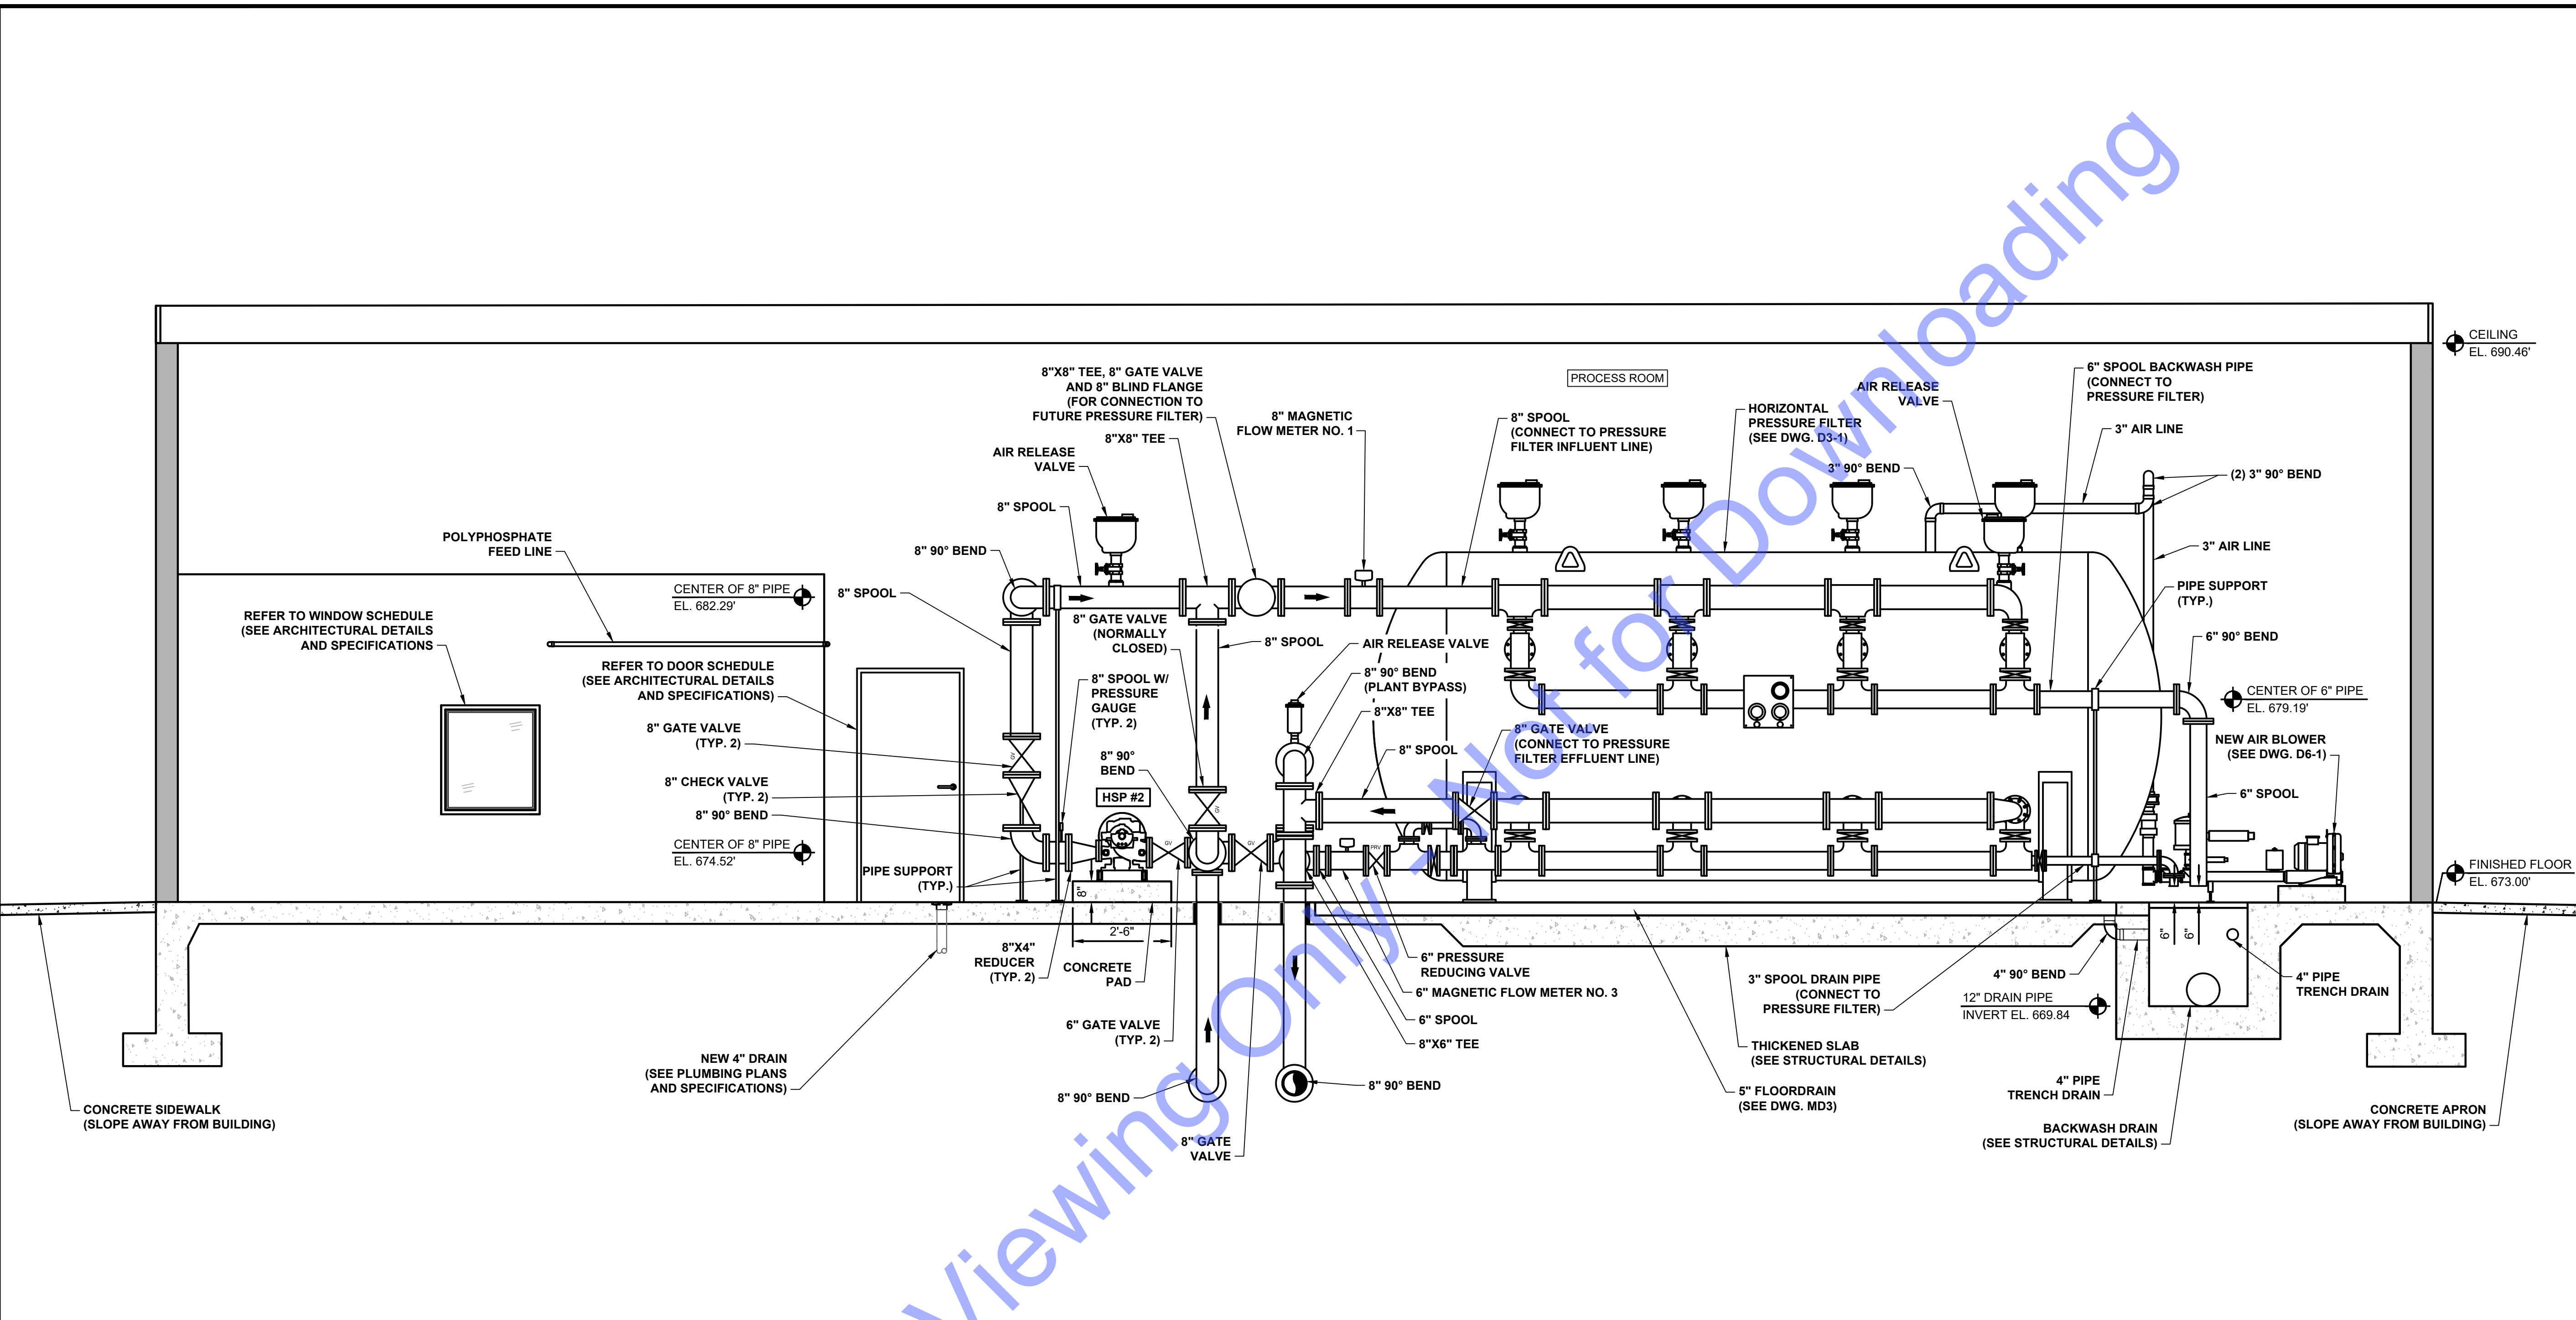 CEILING
EL. 690.46'
PROCESS ROOM
8"X8" TEE, 8" GATE VALVE
AND 8" BLIND FLANGE
(FOR CONNECTION TO
FUTURE PRESSURE FILTER)
8" MAGNETIC
FLOW METER NO. 1
8"X8" TEE
AIR RELEASE
VALVE
8" SPOOL
8" SPOOL
(CONNECT TO PRESSURE
FILTER INFLUENT LINE)
HORIZONTAL
PRESSURE FILTER
(SEE DWG. D3-1)
AIR RELEASE
VALVE
6" SPOOL BACKWASH PIPE
(CONNECT TO
PRESSURE FILTER)
3" AIR LINE
3" 90° BEND
(2) 3" 90° BEND
3" AIR LINE
PIPE SUPPORT
(TYP.)
6" 90° BEND
POLYPHOSPHATE
FEED LINE
8" 90° BEND
CENTER OF 8" PIPE
EL. 682.29'
8" SPOOL
REFER TO WINDOW SCHEDULE
(SEE ARCHITECTURAL DETAILS
AND SPECIFICATIONS
8" GATE VALVE
(NORMALLY
CLOSED)
8" SPOOL
AIR RELEASE VALVE
REFER TO DOOR SCHEDULE
(SEE ARCHITECTURAL DETAILS
AND SPECIFICATIONS)
8" SPOOL W/
PRESSURE
GAUGE
(TYP. 2)
8" 90° BEND
(PLANT BYPASS)
8"X8" TEE
CENTER OF 6" PIPE
EL. 679.19'
8" GATE VALVE
(TYP. 2)
GV
8" GATE VALVE
(CONNECT TO PRESSURE
FILTER EFFLUENT LINE)
8" SPOOL
NEW AIR BLOWER
(SEE DWG. D6-1)
8" 90°
BEND
8" CHECK VALVE
(TYP. 2)
HSP #2
6" SPOOL
8" 90° BEND
GV
CENTER OF 8" PIPE
EL. 674.52'
GV
GV
PRV
PIPE SUPPORT
(TYP.)
8"
FINISHED FLOOR
EL. 673.00'
2'-6"
6"
6"
8"X4"
REDUCER
(TYP. 2)
CONCRETE
PAD
6" PRESSURE
REDUCING VALVE
6" MAGNETIC FLOW METER NO. 3
6" SPOOL
8"X6" TEE
3" SPOOL DRAIN PIPE
(CONNECT TO
PRESSURE FILTER)
4" 90° BEND
12" DRAIN PIPE
INVERT EL. 669.84
4" PIPE
TRENCH DRAIN
6" GATE VALVE
(TYP. 2)
NEW 4" DRAIN
(SEE PLUMBING PLANS
AND SPECIFICATIONS)
THICKENED SLAB
(SEE STRUCTURAL DETAILS)
8" 90° BEND
8" 90° BEND
5" FLOORDRAIN
(SEE DWG. MD3)
4" PIPE
TRENCH DRAIN
CONCRETE SIDEWALK
(SLOPE AWAY FROM BUILDING)
8" GATE
VALVE
BACKWASH DRAIN
(SEE STRUCTURAL DETAILS)
CONCRETE APRON
(SLOPE AWAY FROM BUILDING)
Viewing Only - Not for Downloading